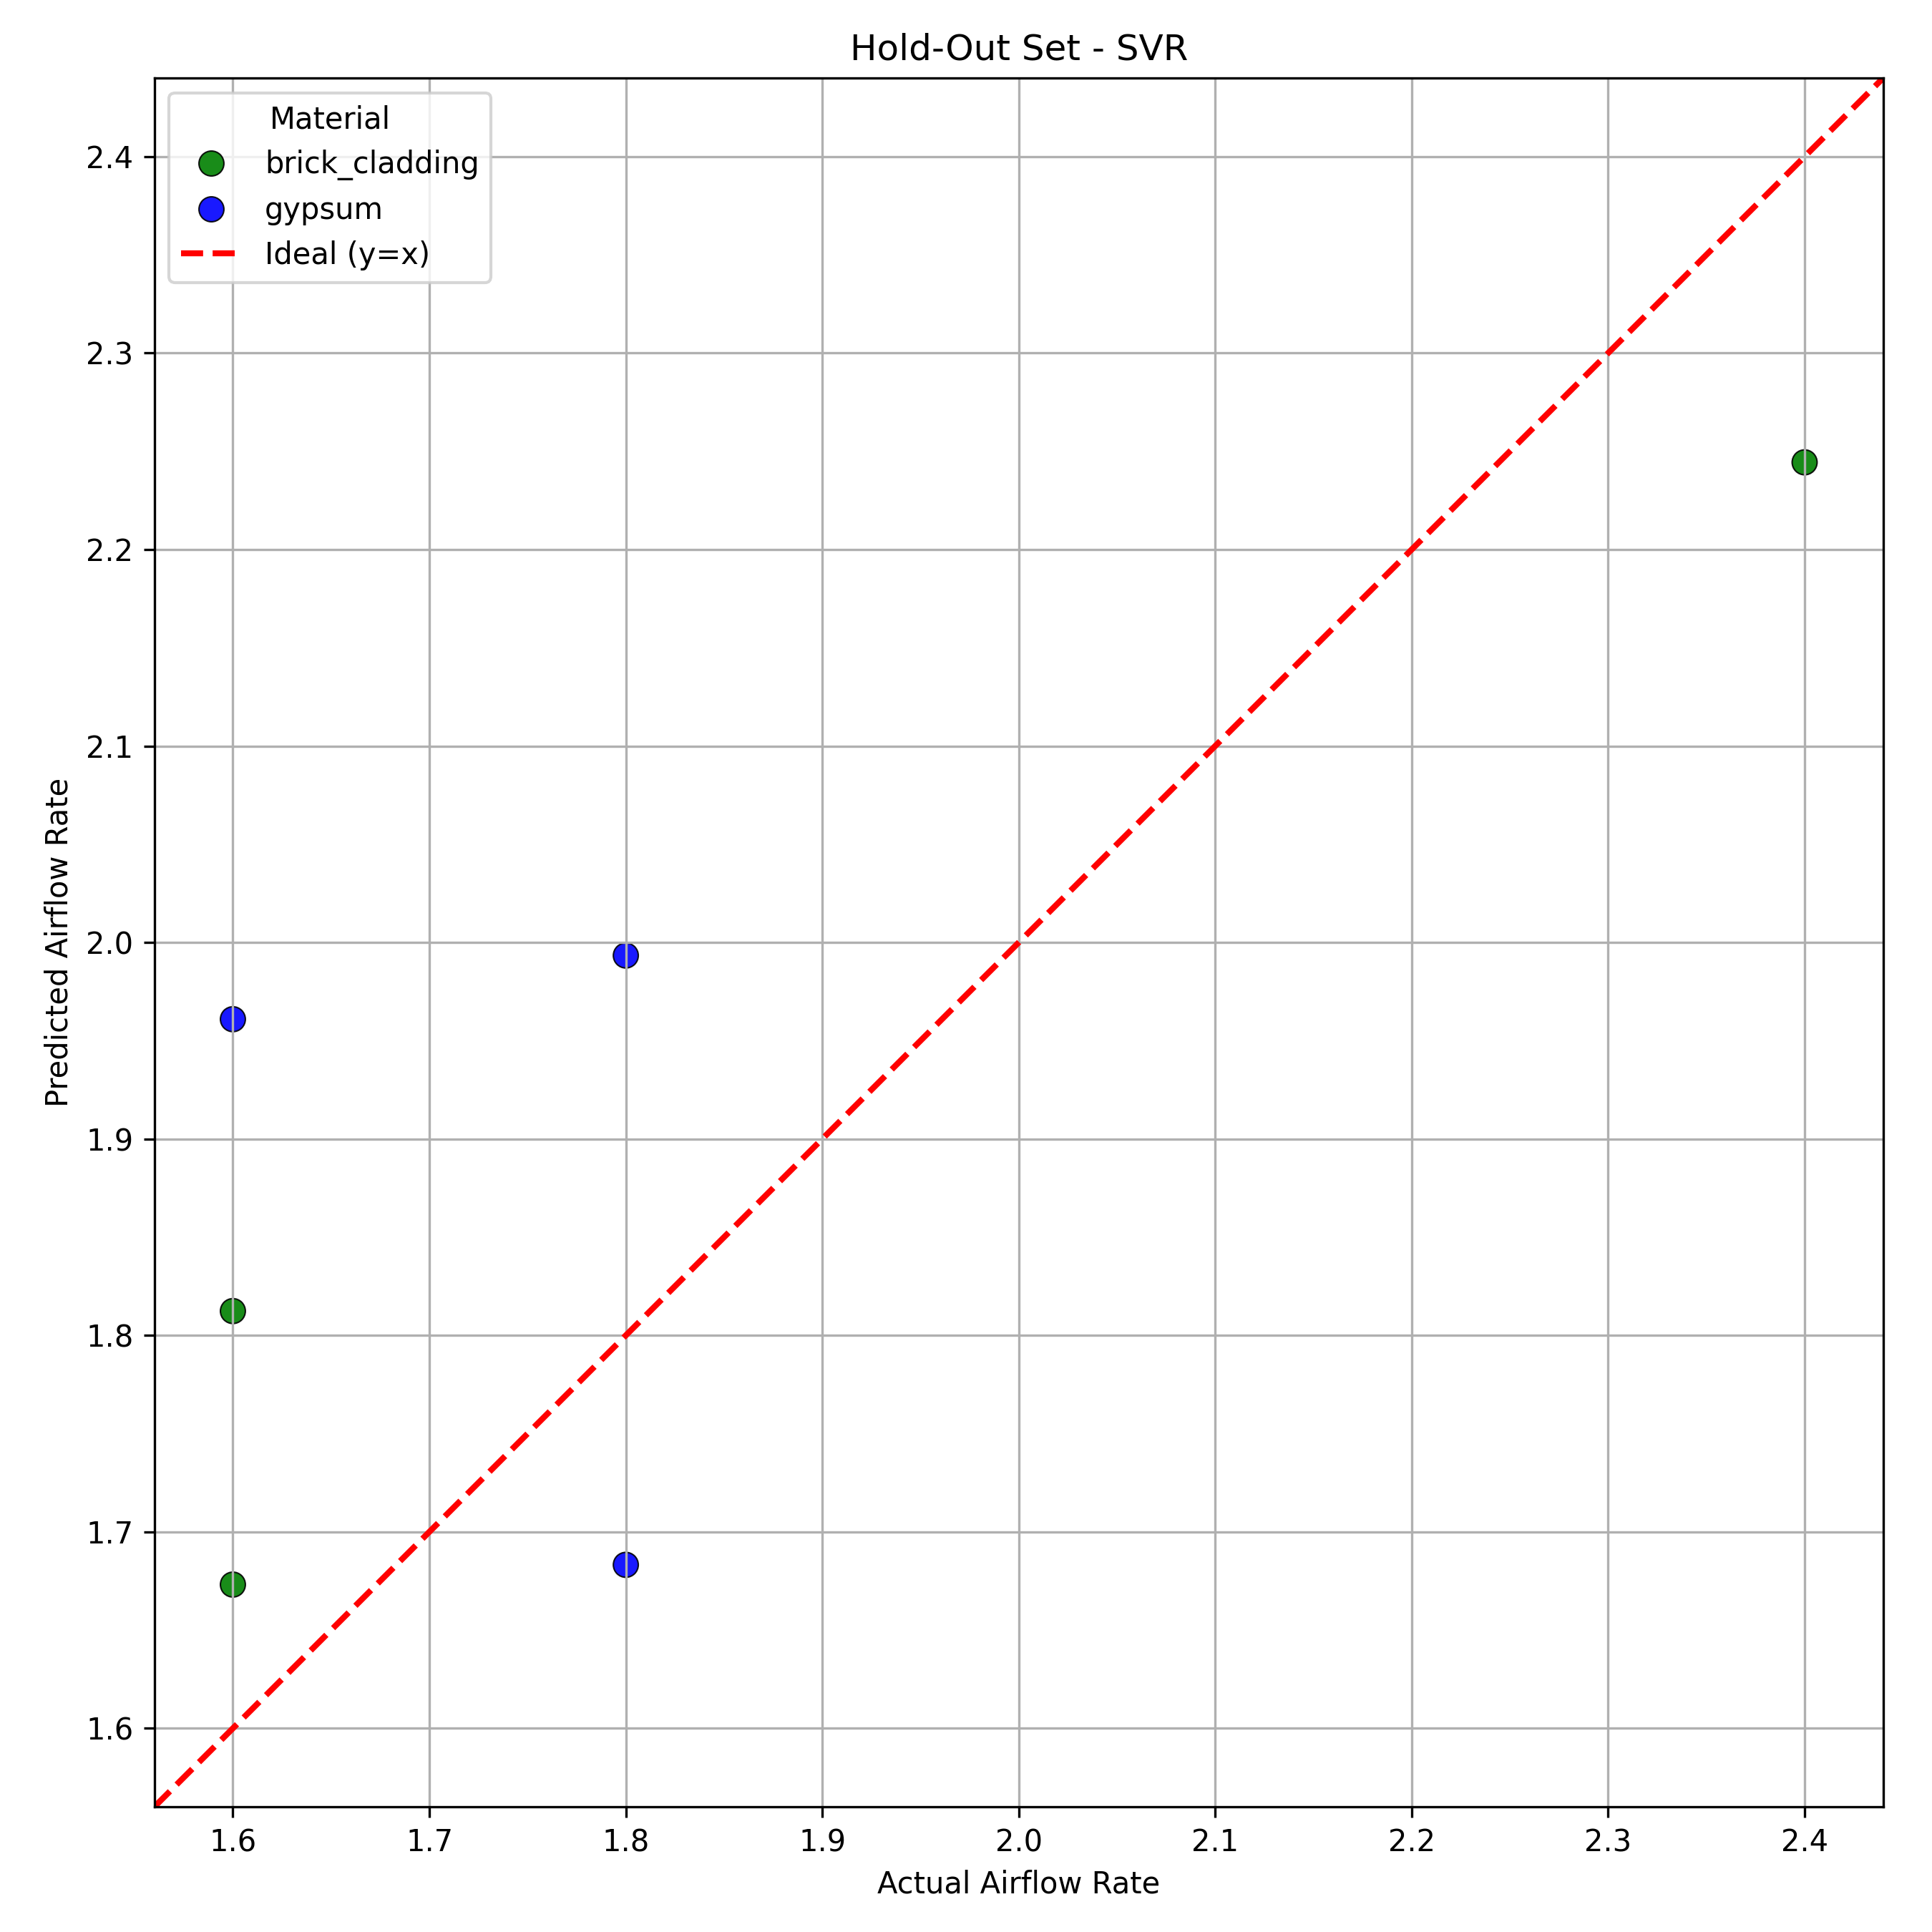 Hold-Out Set - SVR
Material
brick_cladding
gypsum
Ideal (y=x)
2.4
2.3
2.2
2.1
2.0
1.9
1.8
1.7
1.6
Predicted Airflow Rate
1.6 1.7 1.8 1.9 2.0 2.1 2.2 2.3 2.4
Actual Airflow Rate